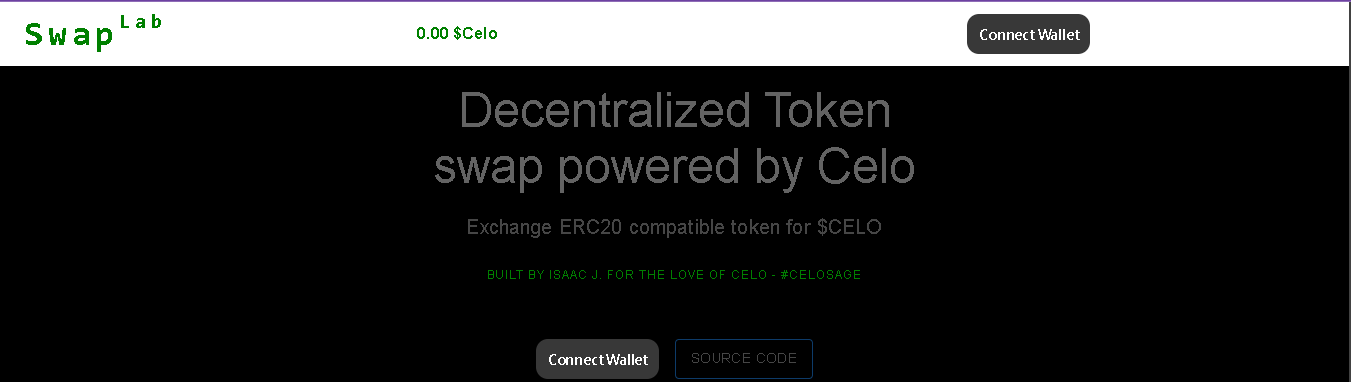 Swap Lab
0.00 $Celo
Connect Wallet
Decentralized Token
swap powered by Celo
Exchange ERC20 compatible token for $CELO
BUILT BY ISAAC J. FOR THE LOVE OF CELO - #CELOSAGE
Connect Wallet
SOURCE CODE